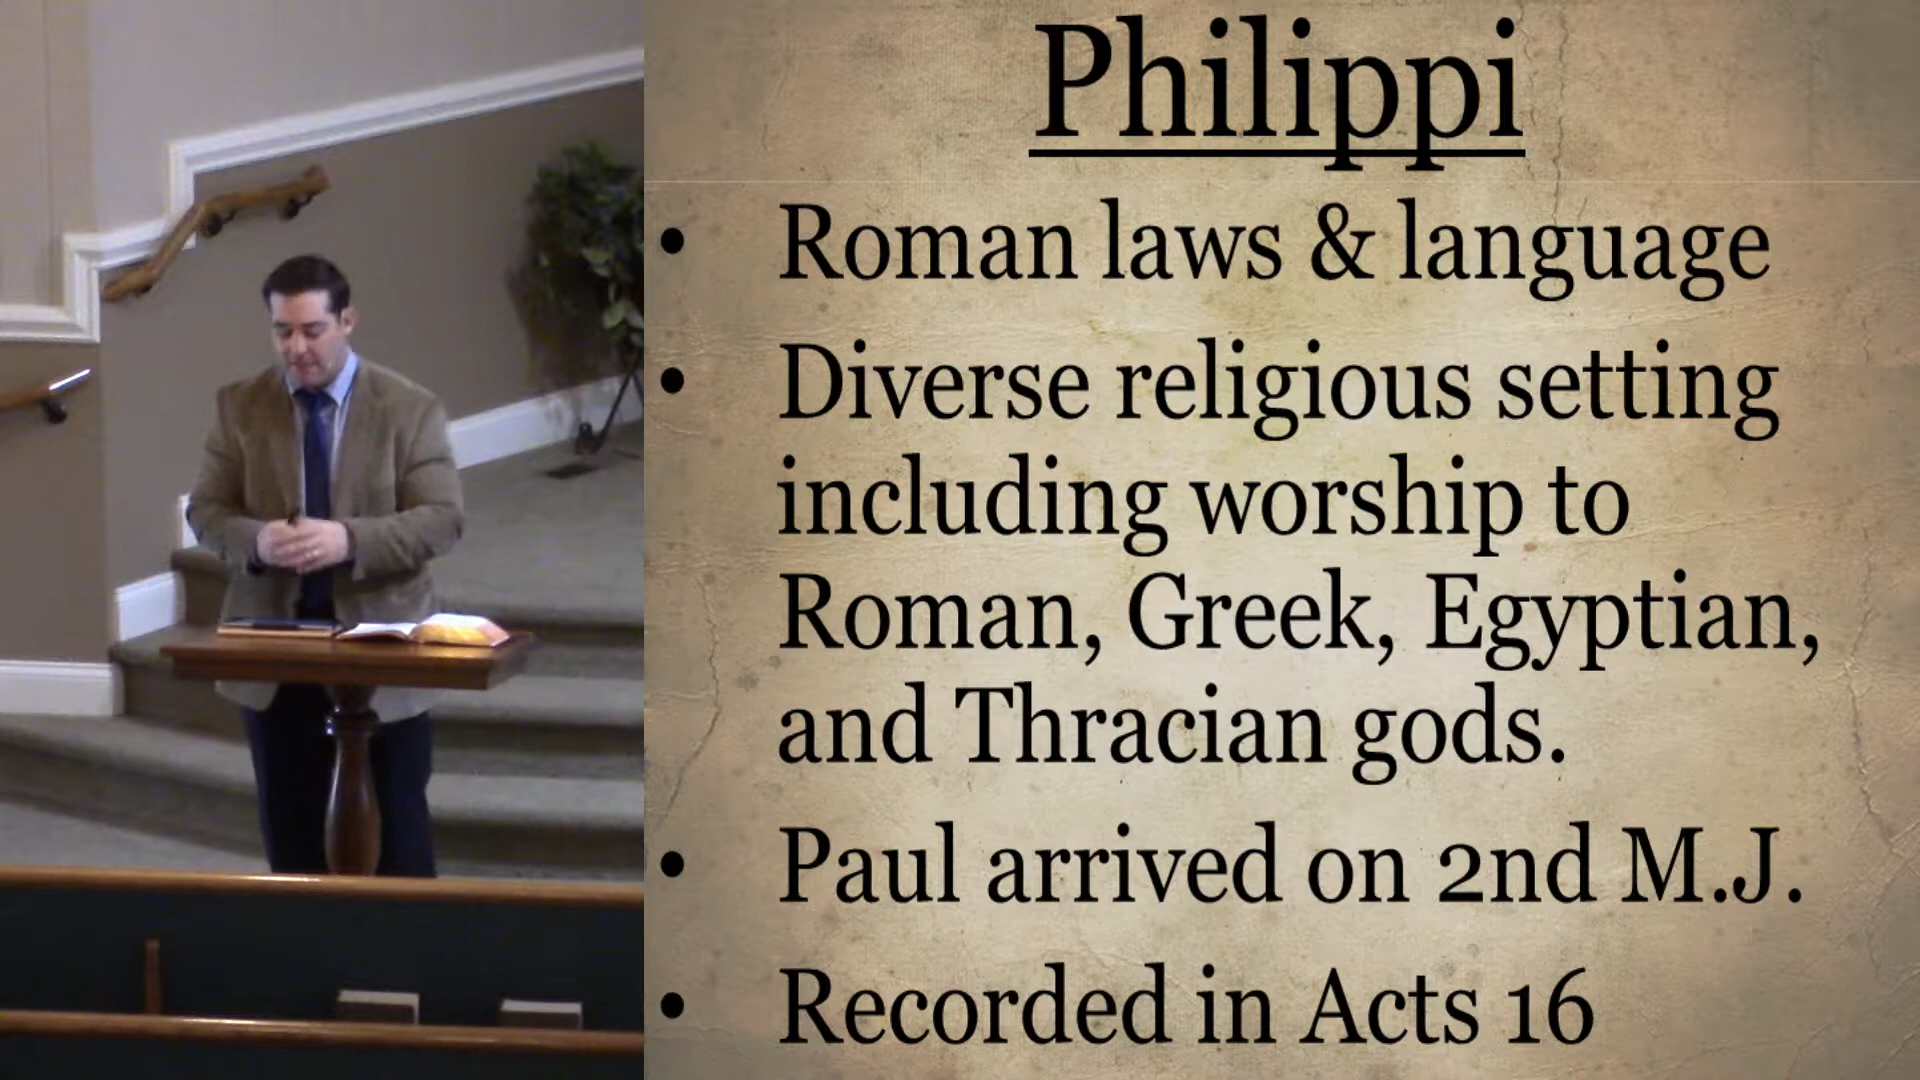 Philippi
• Roman laws & language
• Diverse religious setting
including worship to
Roman, Greek, Egyptian,
and Thracian gods.
• Paul arrived on 2nd M.J.
• Recorded in Acts 16